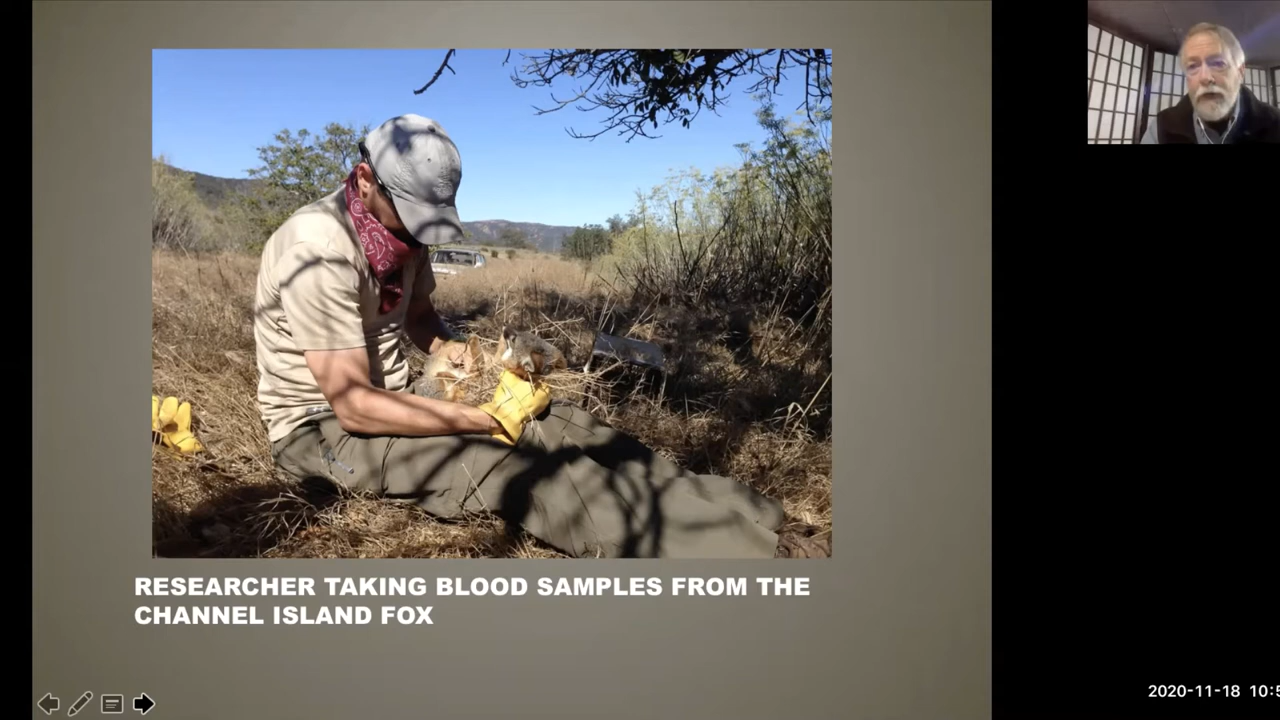 RESEARCHER TAKING BLOOD SAMPLES FROM THE
CHANNEL ISLAND FOX
2020-11-18 10:5